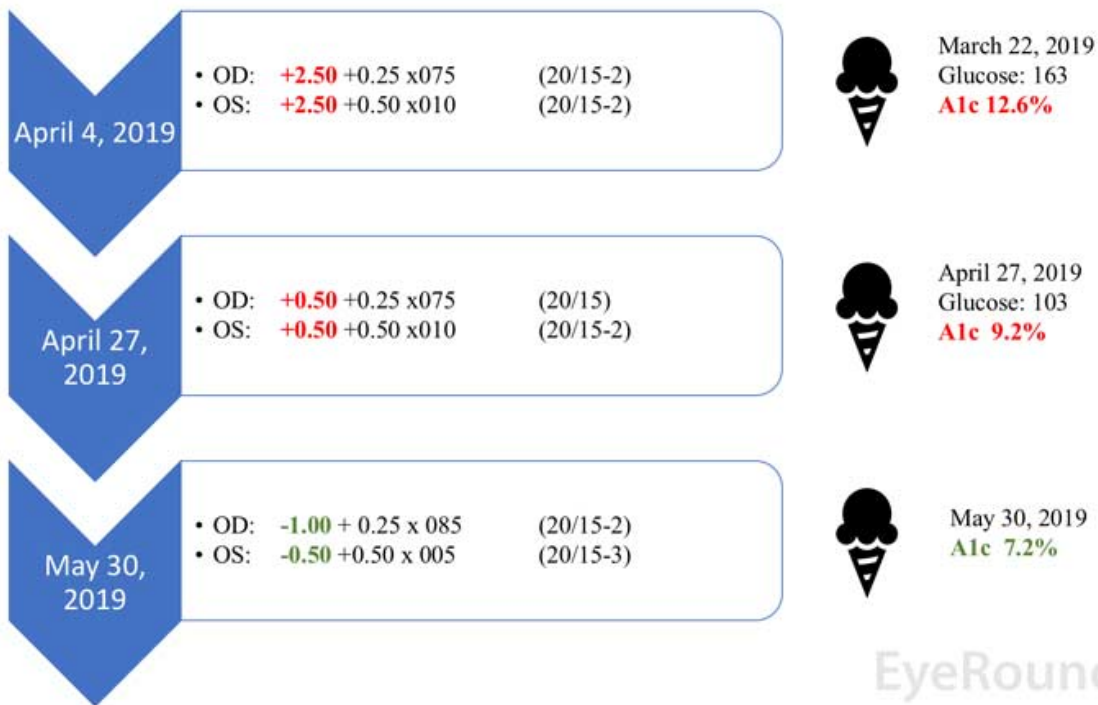 April 4, 2019
• OD: +2.50 +0.25 x075 (20/15-2)
• OS: +2.50 +0.50 x010 (20/15-2)
March 22, 2019
Glucose: 163
A1c 12.6%
April 27,
2019
• OD: +0.50 +0.25 x075 (20/15)
• OS: +0.50 +0.50 x010 (20/15-2)
April 27, 2019
Glucose: 103
A1c 9.2%
May 30,
2019
• OD: -1.00 + 0.25 x 085 (20/15-2)
• OS: -0.50 +0.50 x 005 (20/15-3)
May 30, 2019
A1c 7.2%